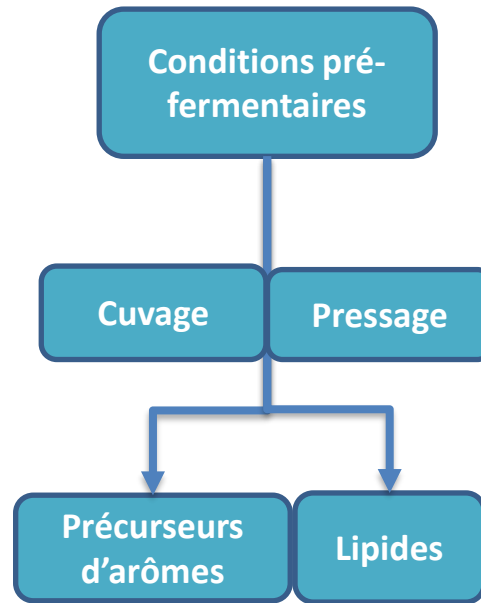 Conditions pré-
fermentaires
Cuvage
Pressage
Précurseurs
d'arômes
Lipides